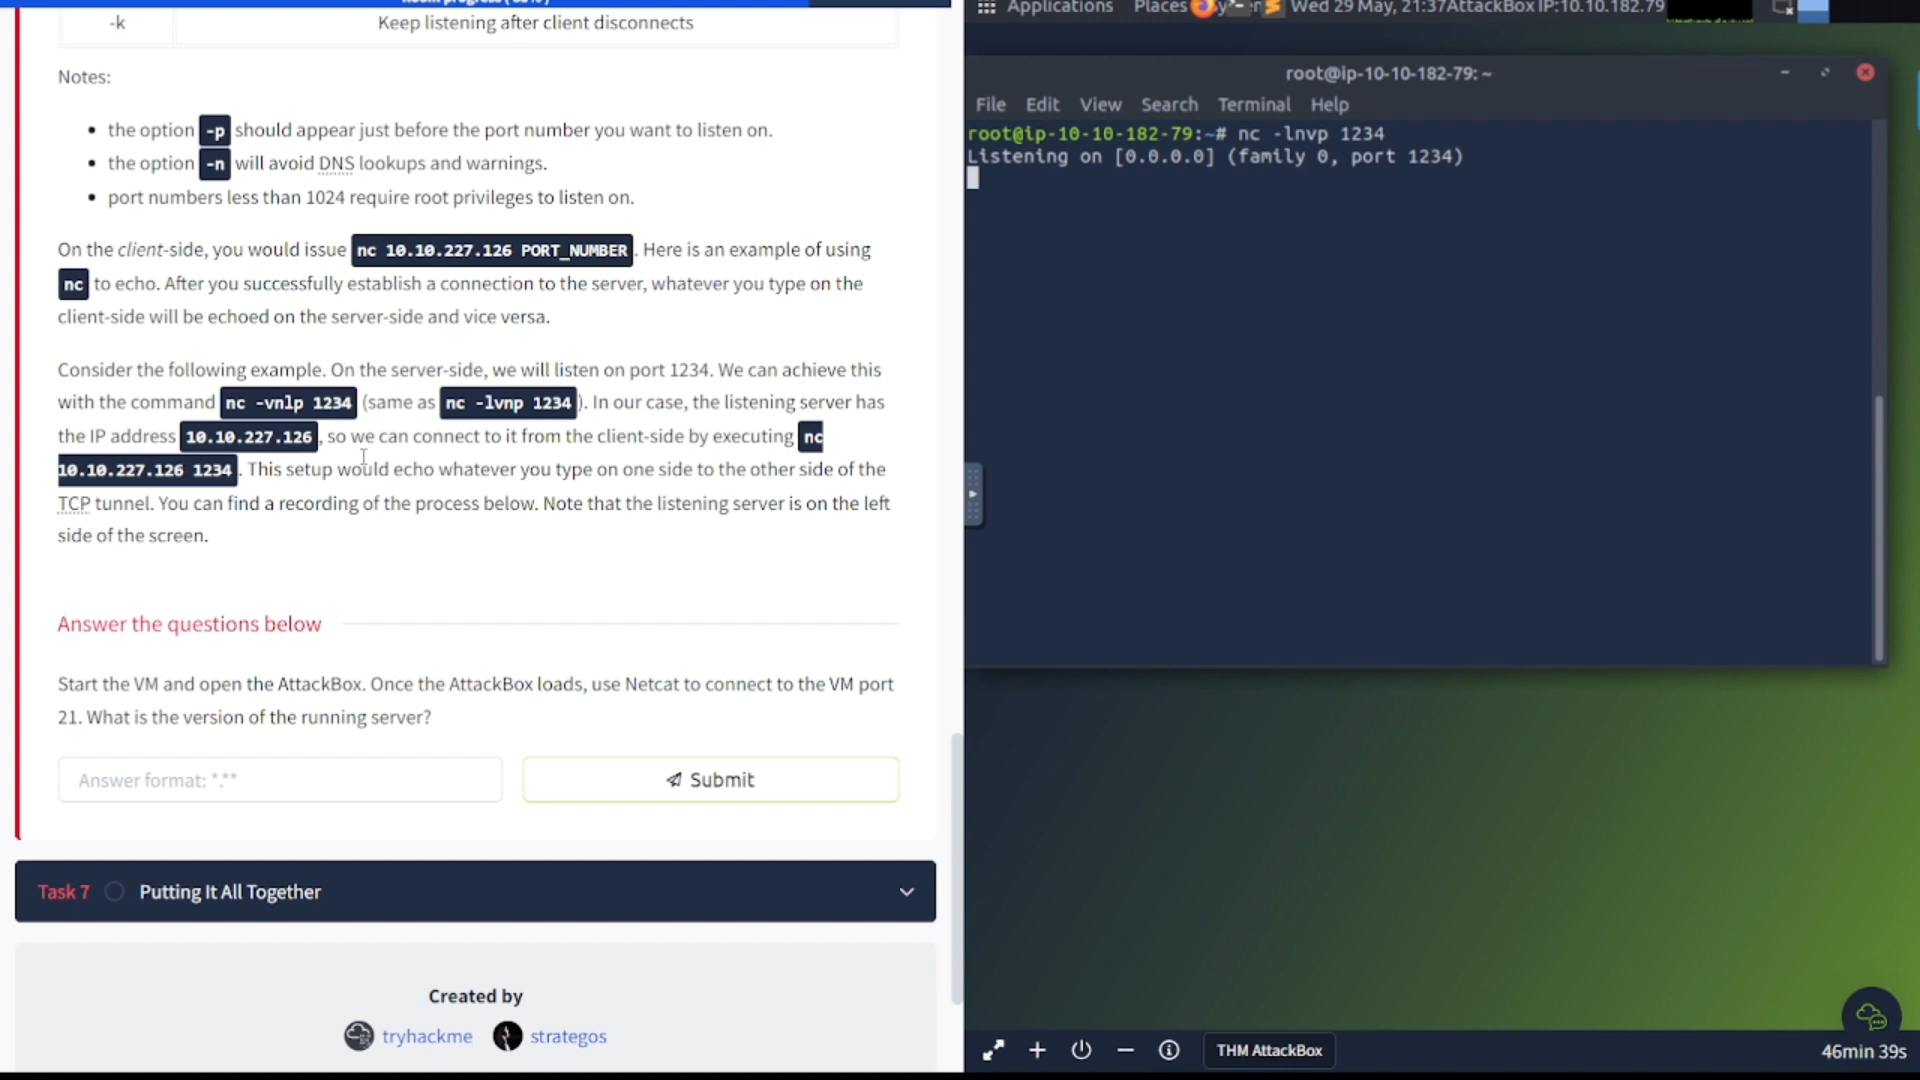 -k
Keep listening after client disconnects
Notes:
the option -p should appear just before the port number you want to listen on.
the option -n will avoid DNS lookups and warnings.
port numbers less than 1024 require root privileges to listen on.
On the client-side, you would issue nc 10.10.227.126 PORT_NUMBER. Here is an example of using
nc to echo. After you successfully establish a connection to the server, whatever you type on the
client-side will be echoed on the server-side and vice versa.
Consider the following example. On the server-side, we will listen on port 1234. We can achieve this
with the command nc -vnlp 1234 (same as nc -lvnp 1234). In our case, the listening server has
the IP address 10.10.227.126, so we can connect to it from the client-side by executing nc
10.10.227.126 1234. This setup would echo whatever you type on one side to the other side of the
TCP tunnel. You can find a recording of the process below. Note that the listening server is on the left
side of the screen.
Answer the questions below
Start the VM and open the AttackBox. Once the AttackBox loads, use Netcat to connect to the VM port
21. What is the version of the running server?
Answer format: *.**
Submit
Task 7
Putting It All Together
Created by
tryhackme
strategos
Applications
Places
Wed 29 May, 21:37
AttackBox IP:10.10.182.79
root@ip-10-10-182-79: ~
File Edit View Search Terminal Help
root@ip-10-10-182-79:~# nc -lnvp 1234
Listening on [0.0.0.0] (family 0, port 1234)
THM AttackBox
46min 39s